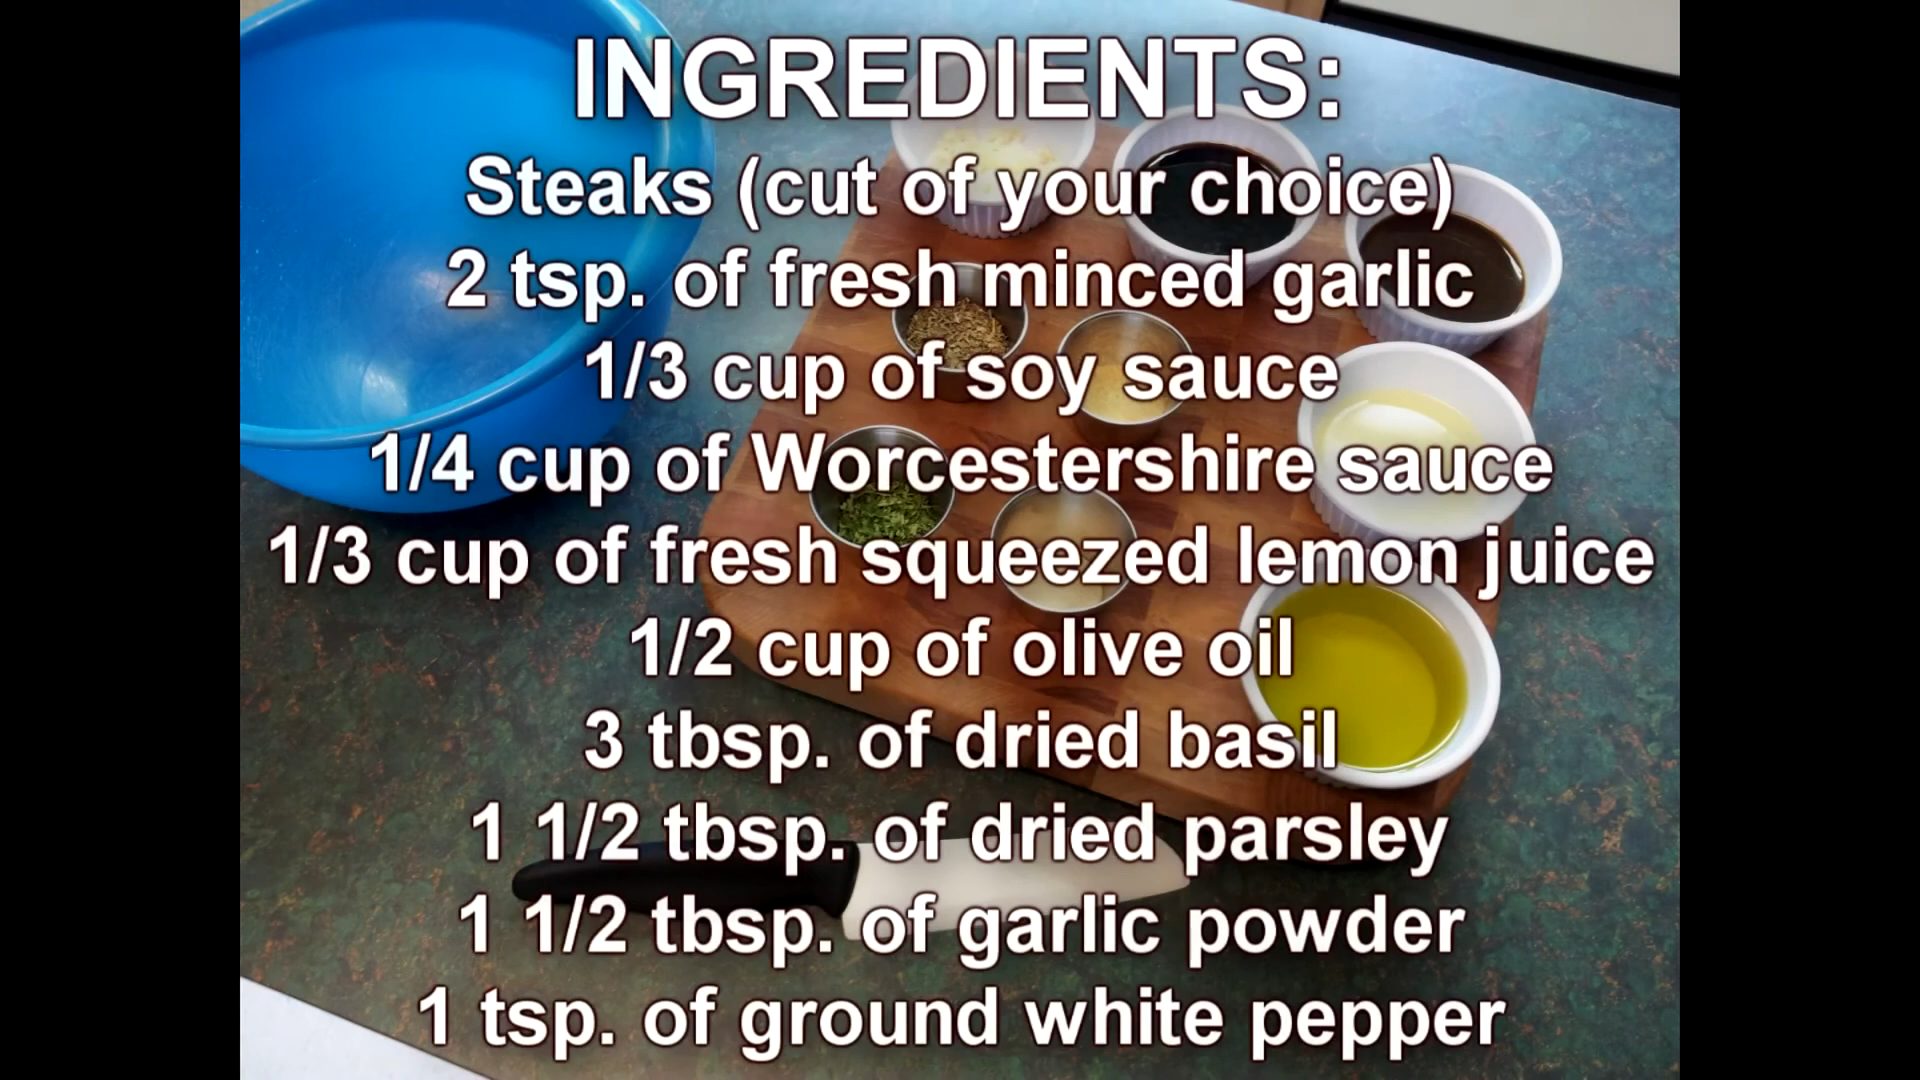 INGREDIENTS:
Steaks (cut of your choice)
2 tsp. of fresh minced garlic
1/3 cup of soy sauce
1/4 cup of Worcestershire sauce
1/3 cup of fresh squeezed lemon juice
1/2 cup of olive oil
3 tbsp. of dried basil
1 1/2 tbsp. of dried parsley
1 1/2 tbsp. of garlic powder
1 tsp. of ground white pepper